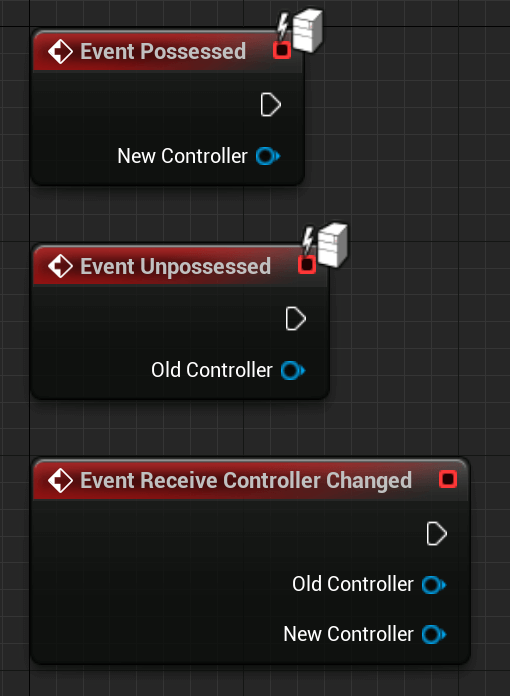 Event Possessed
New Controller
Event Unpossessed
Old Controller
Event Receive Controller Changed
Old Controller
New Controller